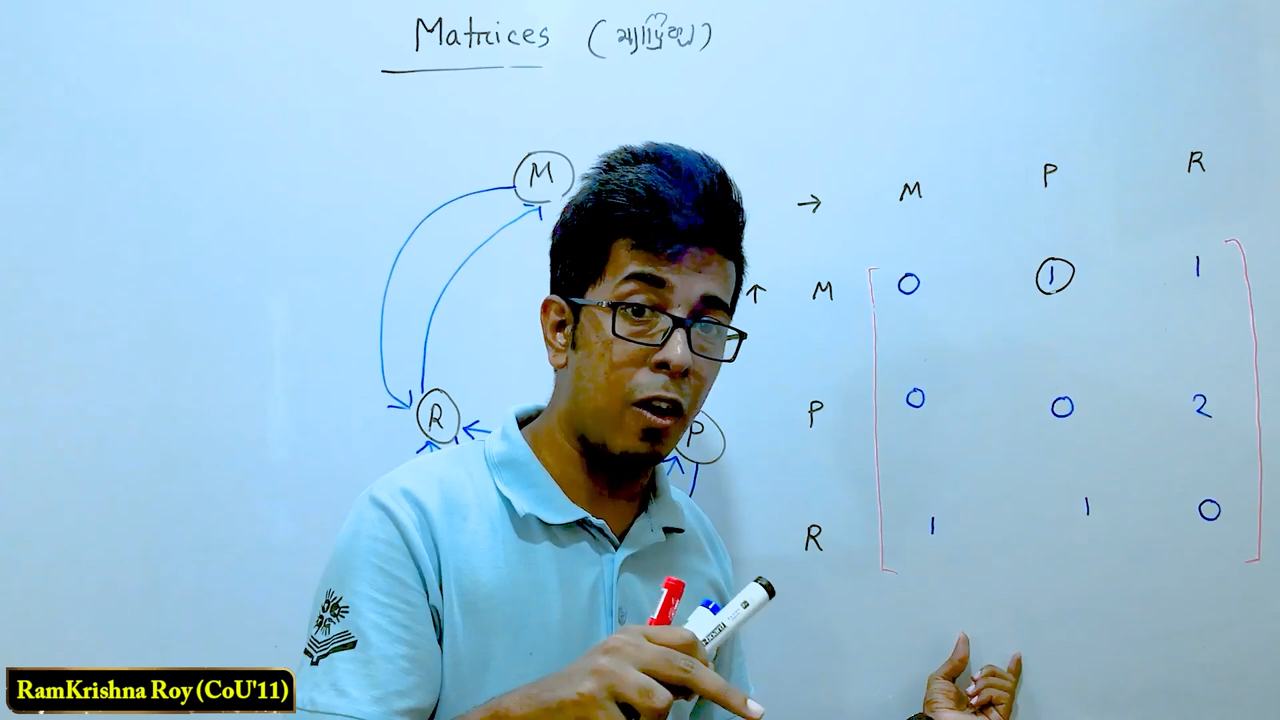 Matrices (ম্যাট্রিক্স)
M
R
P
→ M P R
↑ M 0 1 1
P 0 0 2
R 1 1 0
RamKrishna Roy (CoU'11)